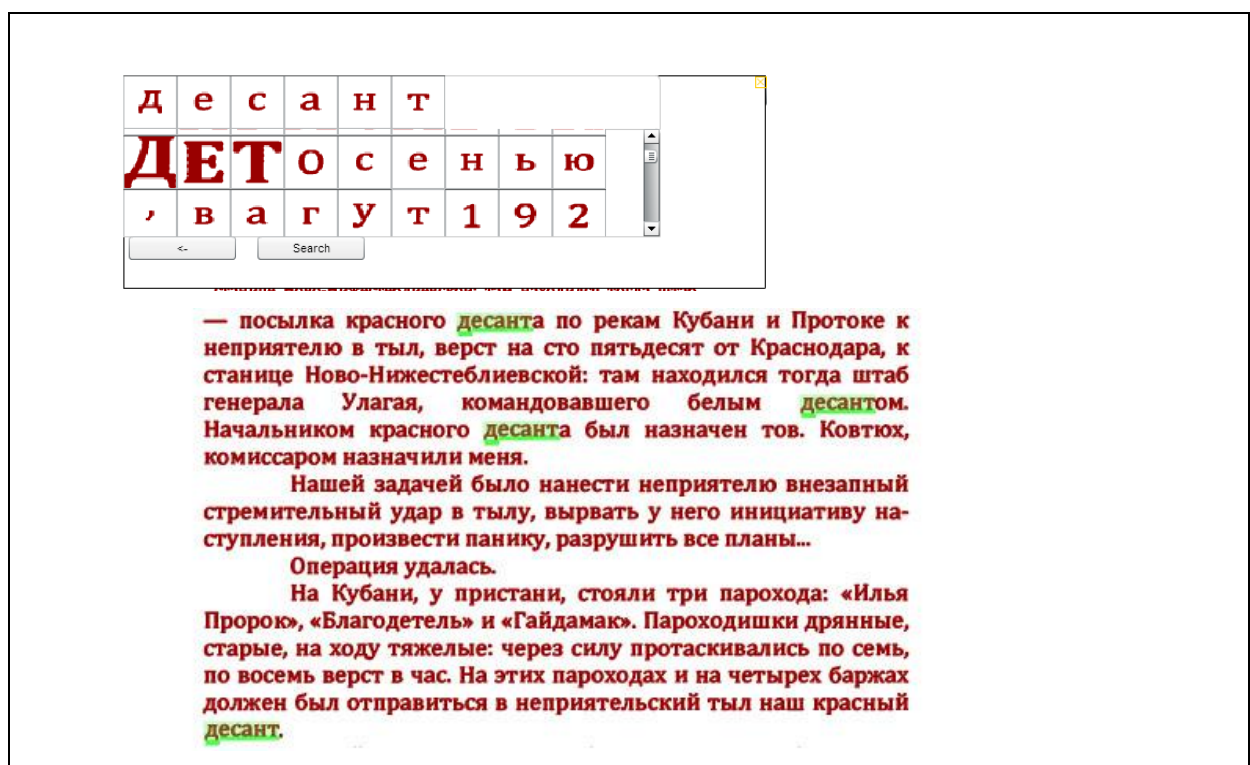 десант
ДЕТосенью
,вагут192
<- Search
— посылка красного десанта по рекам Кубани и Протоке к
неприятелю в тыл, верст на сто пятьдесят от Краснодара, к
станице Ново-Нижестеблиевской: там находился тогда штаб
генерала Улагая, командовавшего белым десантом.
Начальником красного десанта был назначен тов. Ковтюх,
комиссаром назначили меня.
Нашей задачей было нанести неприятелю внезапный
стремительный удар в тылу, вырвать у него инициативу на-
ступления, произвести панику, разрушить все планы...
Операция удалась.
На Кубани, у пристани, стояли три парохода: «Илья
Пророк», «Благодетель» и «Гайдамак». Пароходишки дрянные,
старые, на ходу тяжелые: через силу протаскивались по семь,
по восемь верст в час. На этих пароходах и на четырех баржах
должен был отправиться в неприятельский тыл наш красный
десант.